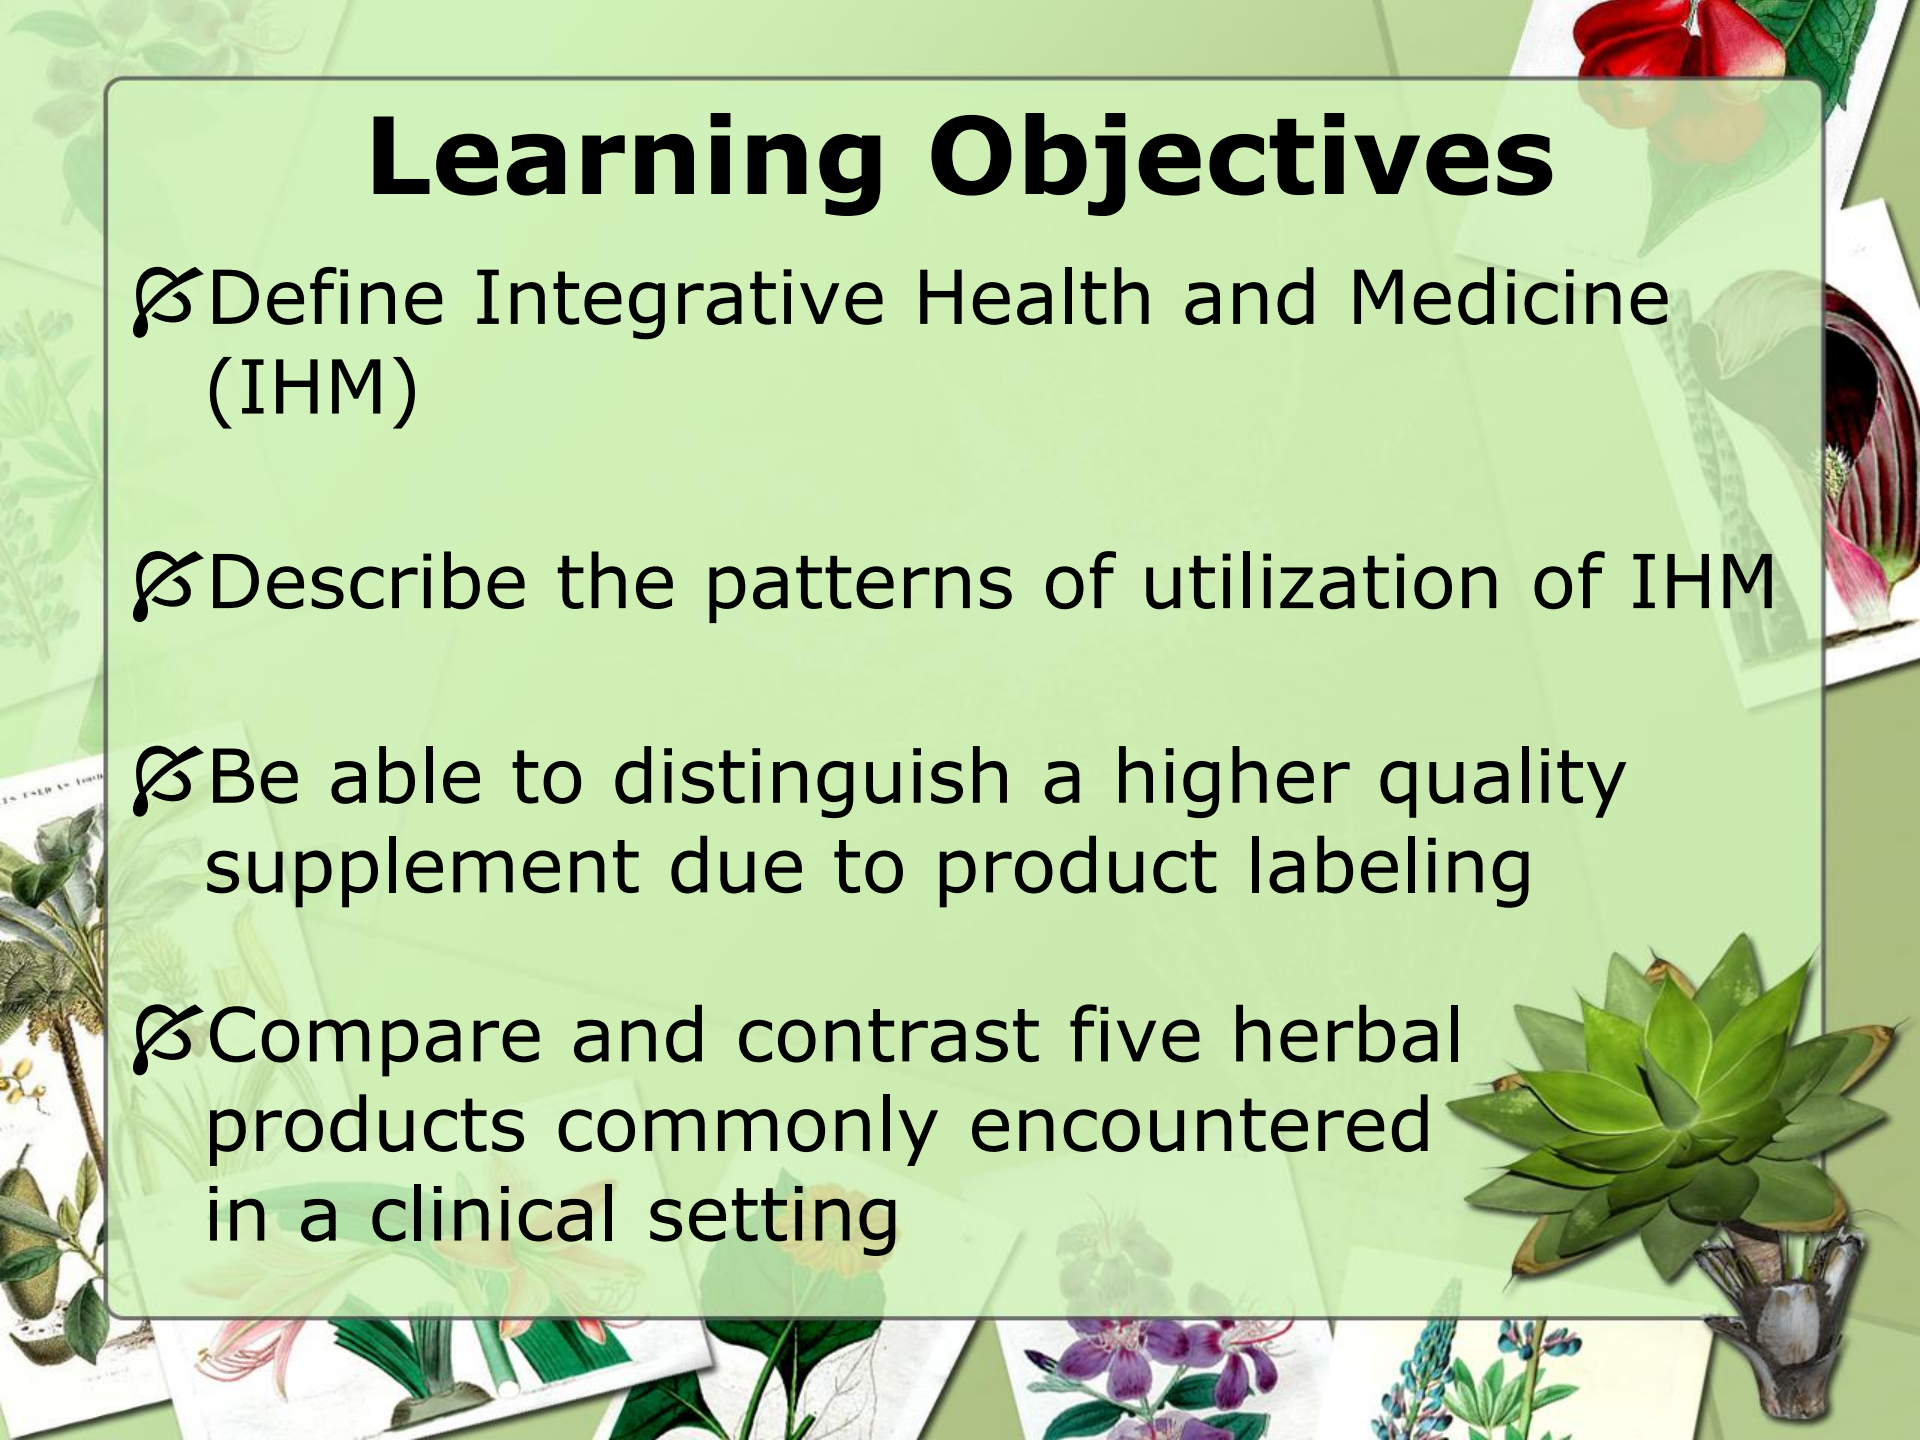 Learning Objectives
Define Integrative Health and Medicine
(IHM)
Describe the patterns of utilization of IHM
Be able to distinguish a higher quality
supplement due to product labeling
Compare and contrast five herbal
products commonly encountered
in a clinical setting